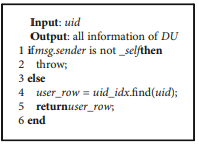 Input: uid
Output: all information of DU
1 ifmsg.sender is not _selfthen
2 throw;
3 else
4 user_row = uid_idx.find(uid);
5 returnuser_row;
6 end